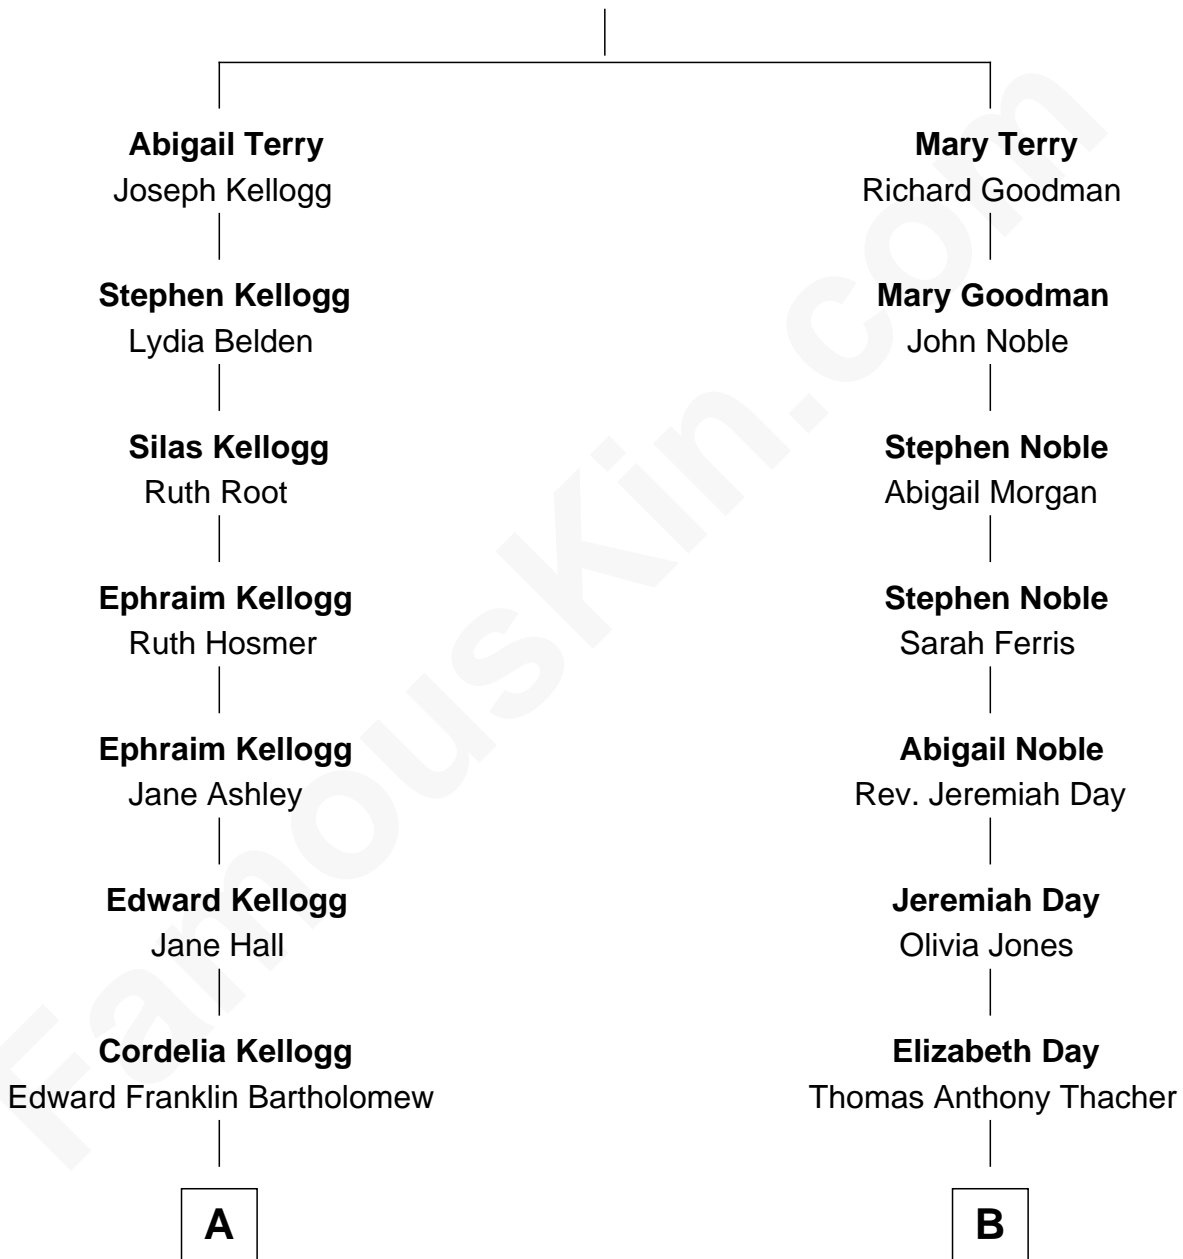 Abigail Terry
Joseph Kellogg
Stephen Kellogg
Lydia Belden
Silas Kellogg
Ruth Root
Ephraim Kellogg
Ruth Hosmer
Ephraim Kellogg
Jane Ashley
Edward Kellogg
Jane Hall
Cordelia Kellogg
Edward Franklin Bartholomew
A
Mary Terry
Richard Goodman
Mary Goodman
John Noble
Stephen Noble
Abigail Morgan
Stephen Noble
Sarah Ferris
Abigail Noble
Rev. Jeremiah Day
Jeremiah Day
Olivia Jones
Elizabeth Day
Thomas Anthony Thacher
B
FamousKin.com